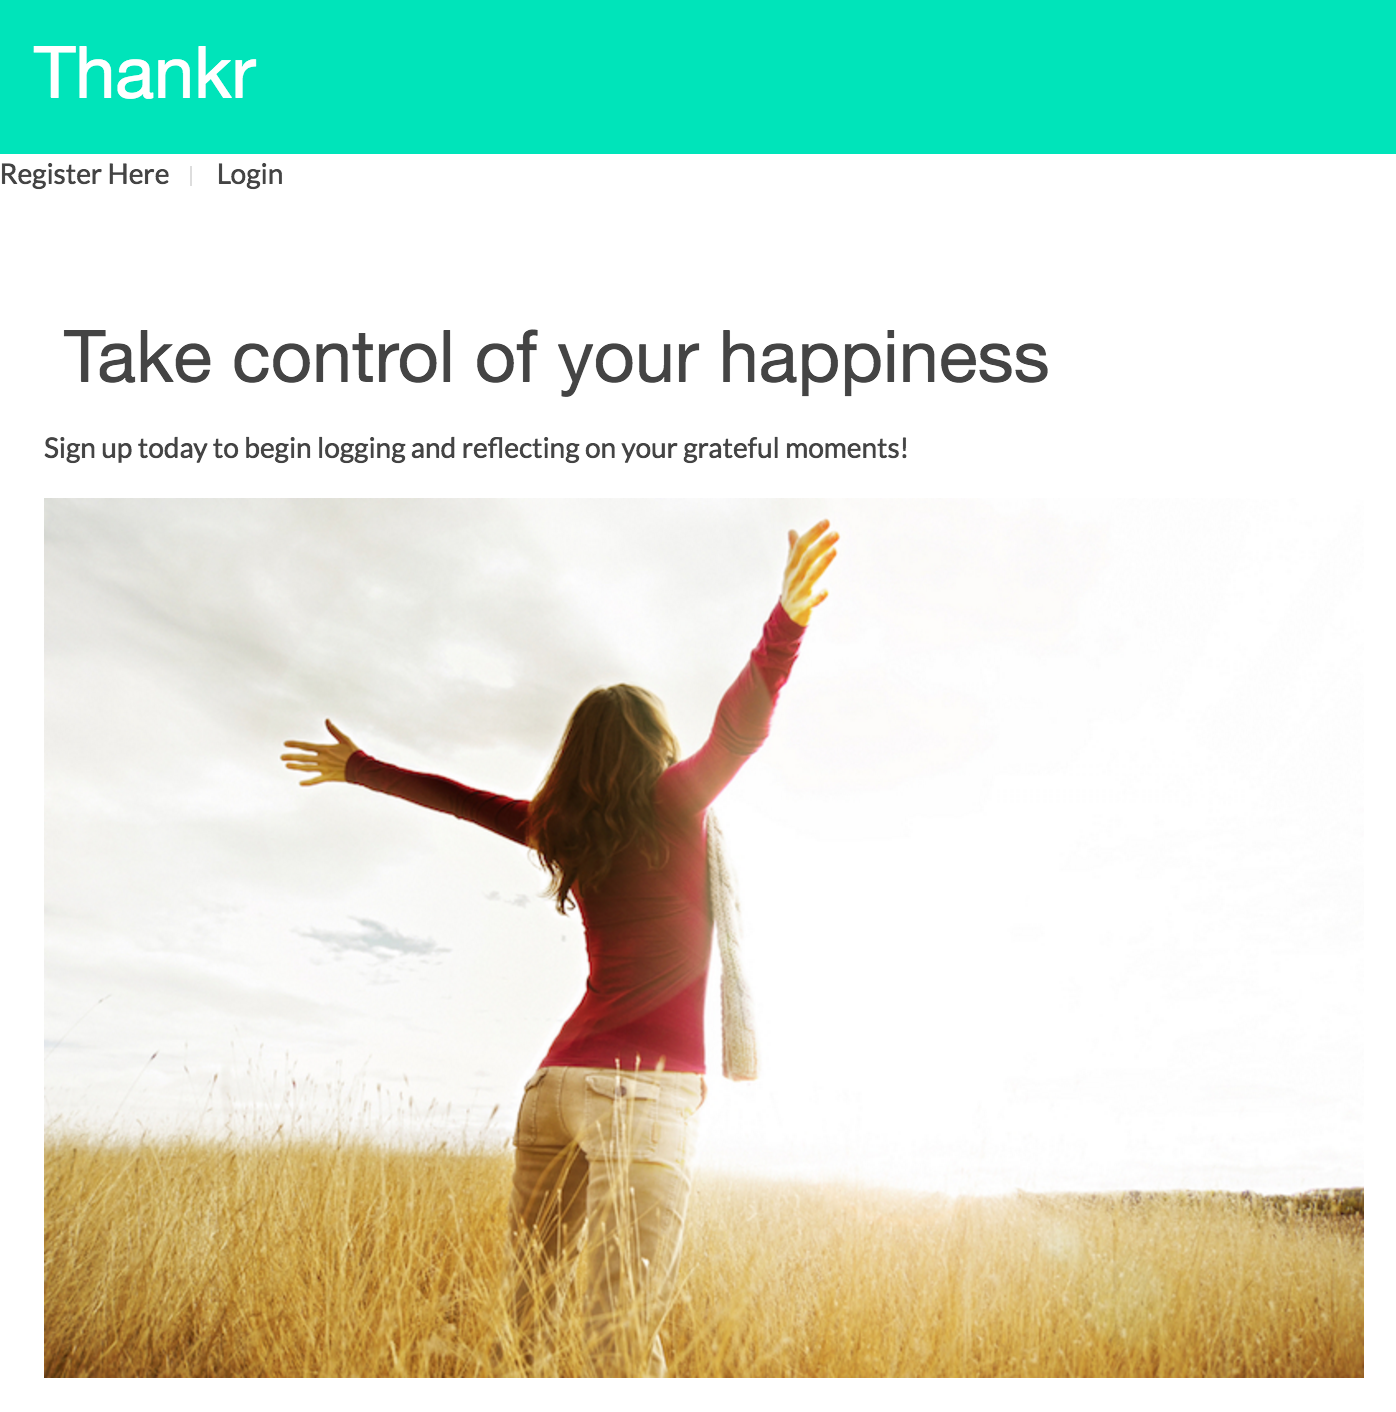 Thankr
Register Here | Login
Take control of your happiness
Sign up today to begin logging and reflecting on your grateful moments!